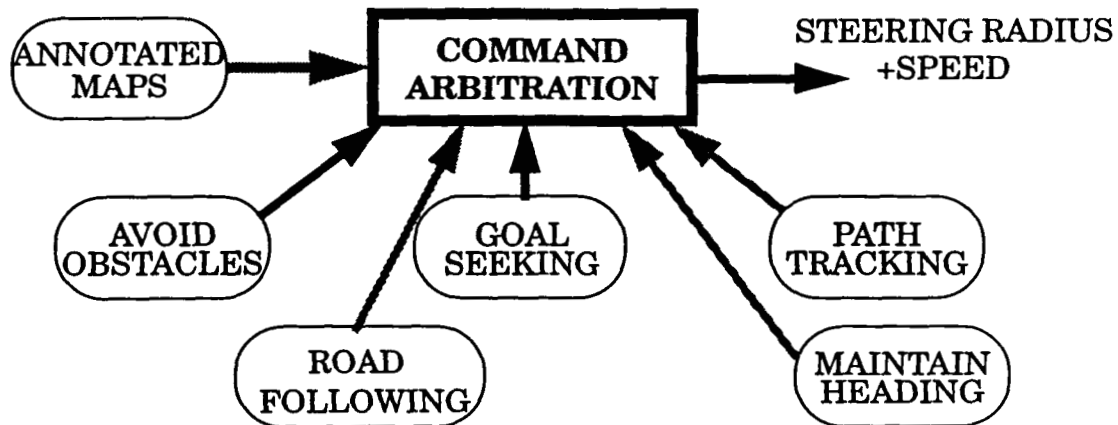 ANNOTATED
MAPS
COMMAND
ARBITRATION
STEERING RADIUS
+SPEED
AVOID
OBSTACLES
GOAL
SEEKING
PATH
TRACKING
ROAD
FOLLOWING
MAINTAIN
HEADING